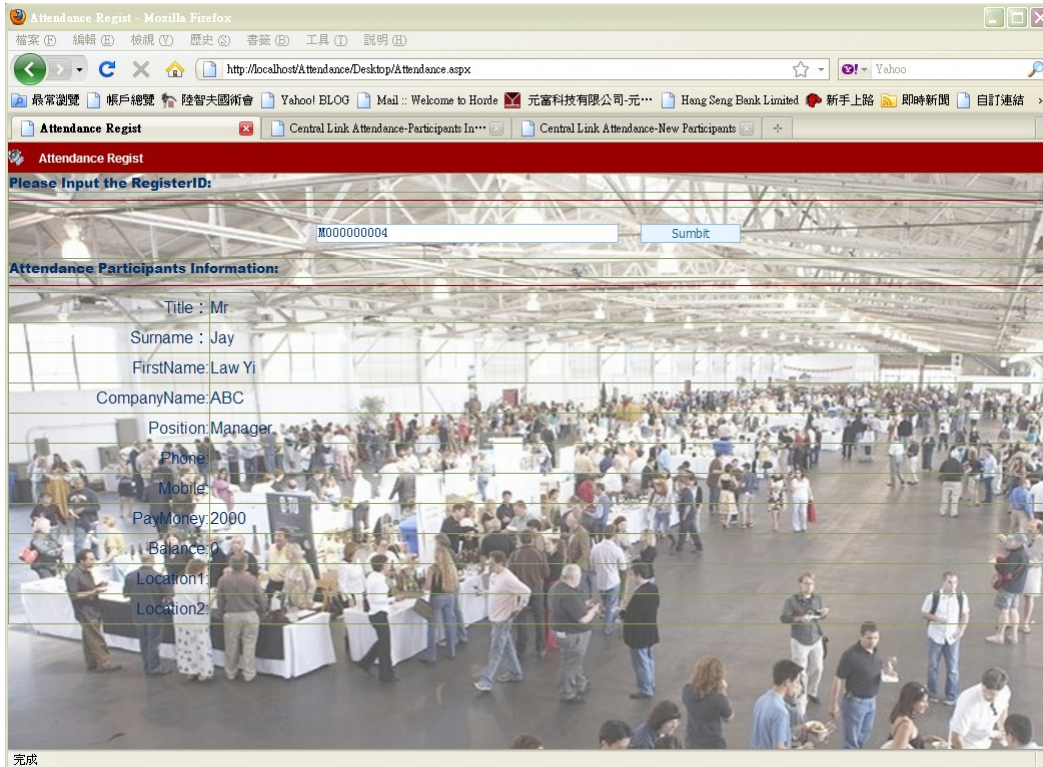 Attendance Regist - Mozilla Firefox
檔案 (F) 編輯 (E) 檢視 (V) 歷史 (S) 書籤 (B) 工具 (T) 說明 (H)
http://localhost/Attendance/Desktop/Attendance.aspx Yahoo
最常瀏覽 帳戶總覽 陸智夫國術會 Yahoo! BLOG Mail :: Welcome to Horde 元富科技有限公司-元… Hang Seng Bank Limited 新手上路 即時新聞 自訂連結
Attendance Regist Central Link Attendance-Participants In… Central Link Attendance-New Participants
Attendance Regist
Please Input the RegisterID:
M000000004 Sumbit
Attendance Participants Information:
Title : Mr
Surname : Jay
FirstName: Law Yi
CompanyName: ABC
Position: Manager
Phone:
Mobile:
PayMoney: 2000
Balance: 0
Location1:
Location2:
完成